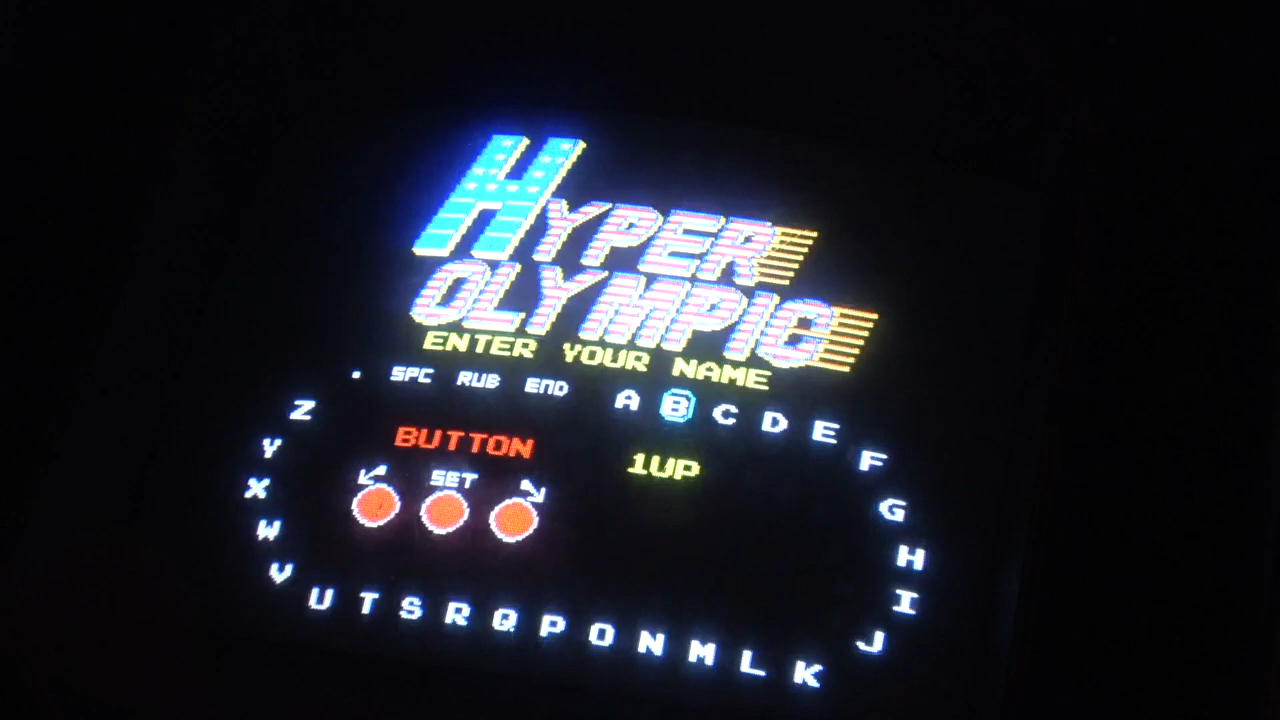 HYPER
OLYMPIC
ENTER YOUR NAME
. SPC RUB END A B C D E F G H I J K L M N O P Q R S T U V W X Y Z
BUTTON
SET
1UP